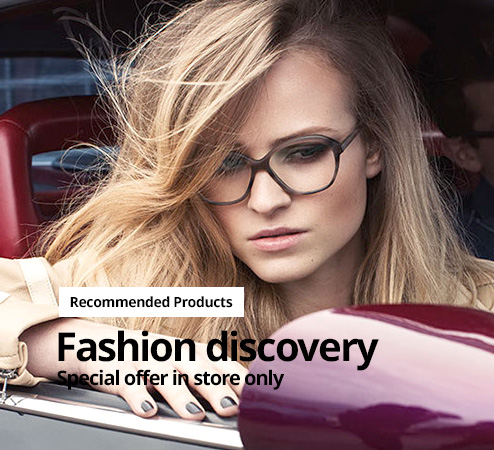 Recommended Products
Fashion discovery
Special offer in store only